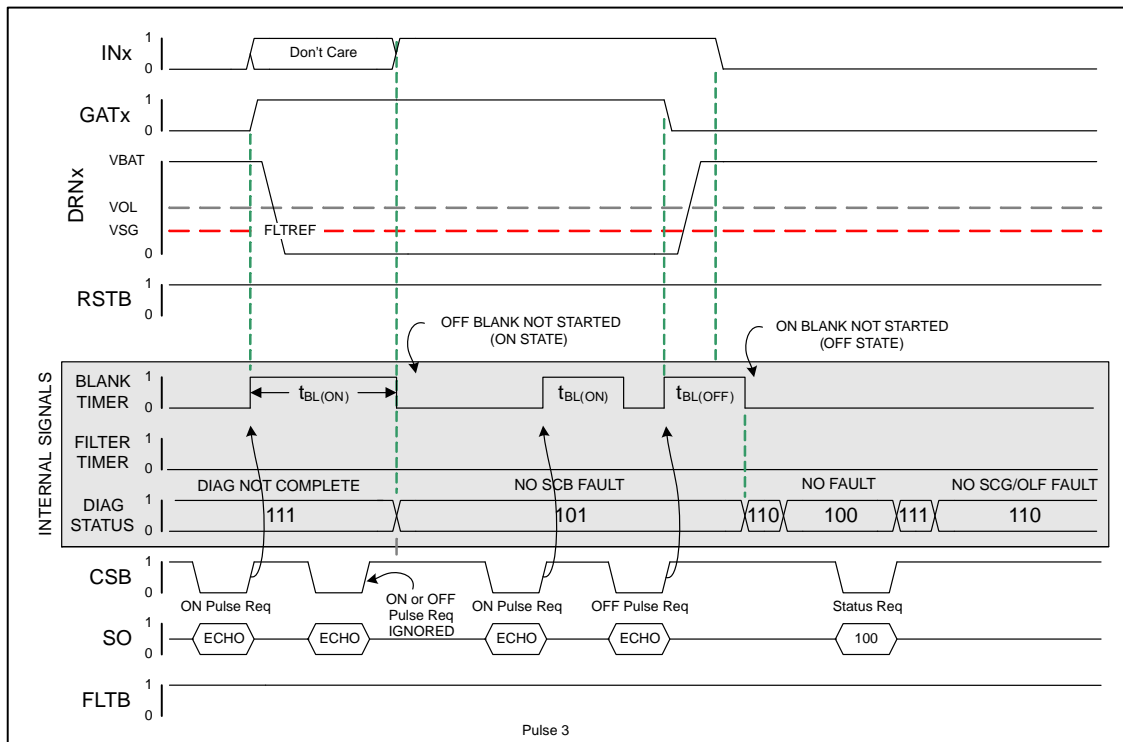 INx
1
0
Don't Care
GATx
1
0
DRNx
VBAT
VOL
VSG
FLTREF
RSTB
1
0
OFF BLANK NOT STARTED
(ON STATE)
ON BLANK NOT STARTED
(OFF STATE)
INTERNAL SIGNALS
BLANK
TIMER
1
0
tBL(ON)
tBL(ON)
tBL(OFF)
FILTER
TIMER
1
0
DIAG NOT COMPLETE
NO SCB FAULT
NO FAULT
NO SCG/OLF FAULT
DIAG
STATUS
1
0
111
101
110
100
111
110
CSB
1
0
ON Pulse Req
ON or OFF
Pulse Req
IGNORED
ON Pulse Req
OFF Pulse Req
Status Req
SO
1
0
ECHO
ECHO
ECHO
ECHO
100
FLTB
1
0
Pulse 3